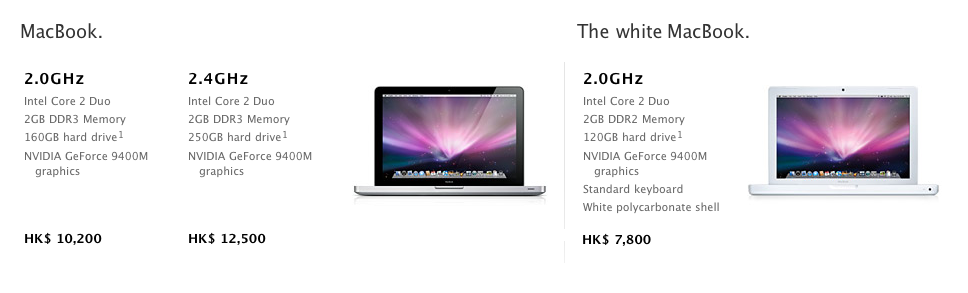 MacBook.
2.0GHz
Intel Core 2 Duo
2GB DDR3 Memory
160GB hard drive1
NVIDIA GeForce 9400M
graphics
HK$ 10,200
2.4GHz
Intel Core 2 Duo
2GB DDR3 Memory
250GB hard drive1
NVIDIA GeForce 9400M
graphics
HK$ 12,500
The white MacBook.
2.0GHz
Intel Core 2 Duo
2GB DDR2 Memory
120GB hard drive1
NVIDIA GeForce 9400M
graphics
Standard keyboard
White polycarbonate shell
HK$ 7,800